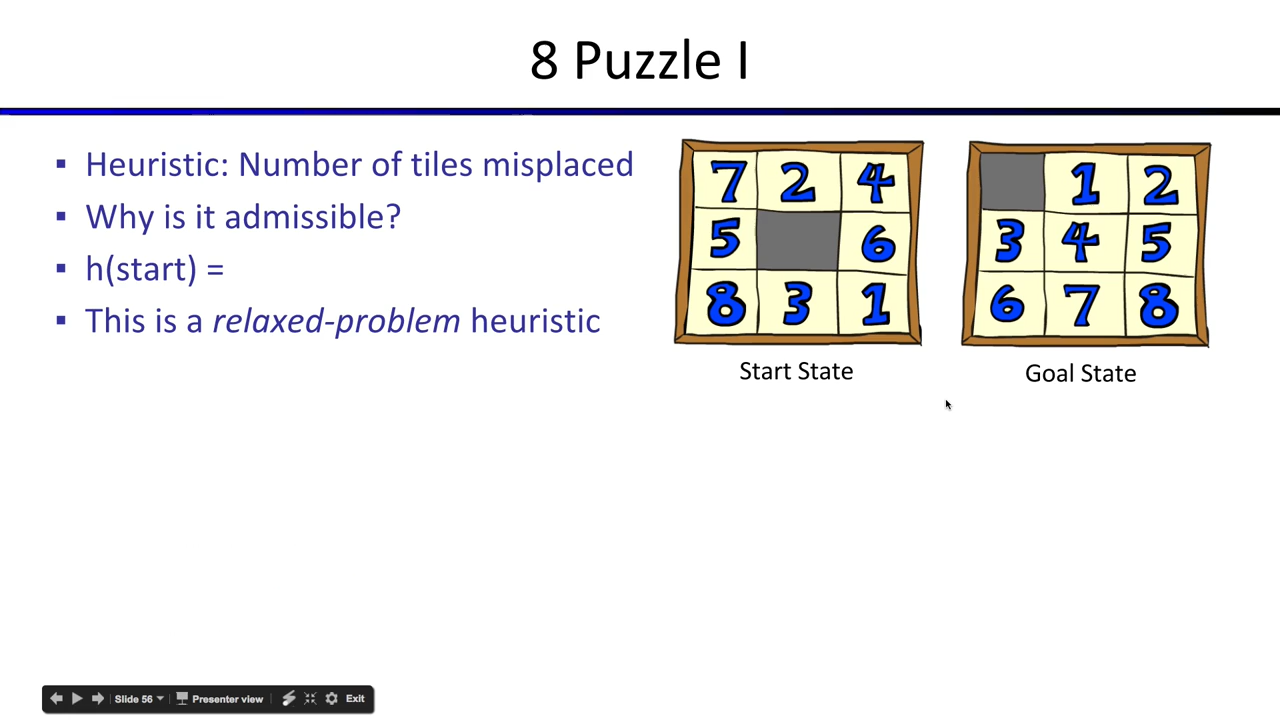 8 Puzzle I
▪ Heuristic: Number of tiles misplaced
▪ Why is it admissible?
▪ h(start) =
▪ This is a relaxed-problem heuristic
7 2 4
5 6
8 3 1
Start State
1 2
3 4 5
6 7 8
Goal State
Slide 56 Presenter view Exit